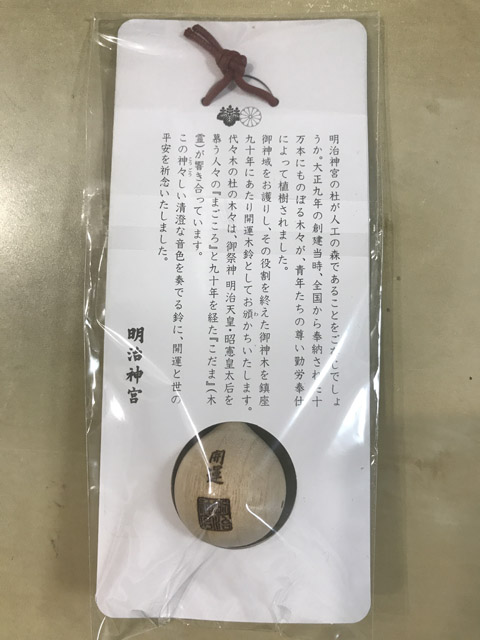 明治神宮の杜が人工の森であることをご存じでしょ
うか。大正九年の創建当時、全国から奉納された十
万本にものぼる木々が、青年たちの尊い勤労奉仕
によって植樹されました。
御神域をお護りし、その役割を終えた御神木を鎮座
九十年にあたり開運木鈴としてお頒かちいたします。
代々木の杜の木々は、御祭神 明治天皇・昭憲皇太后を
慕う人々の『まごころ』と九十年を経た『こだま』(木
霊)が響き合っています。
この神々しい清澄な音色を奏でる鈴に、開運と世の
平安を祈念いたしました。
明治神宮
開運